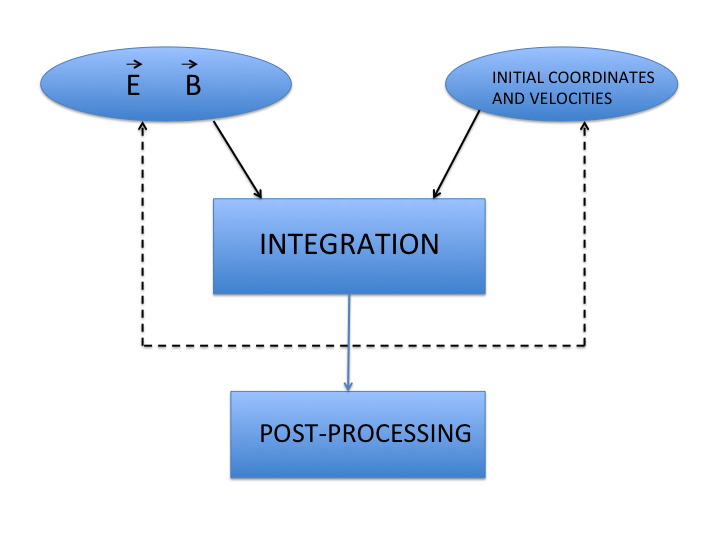 E⃗ B⃗
INITIAL COORDINATES
AND VELOCITIES
INTEGRATION
POST-PROCESSING